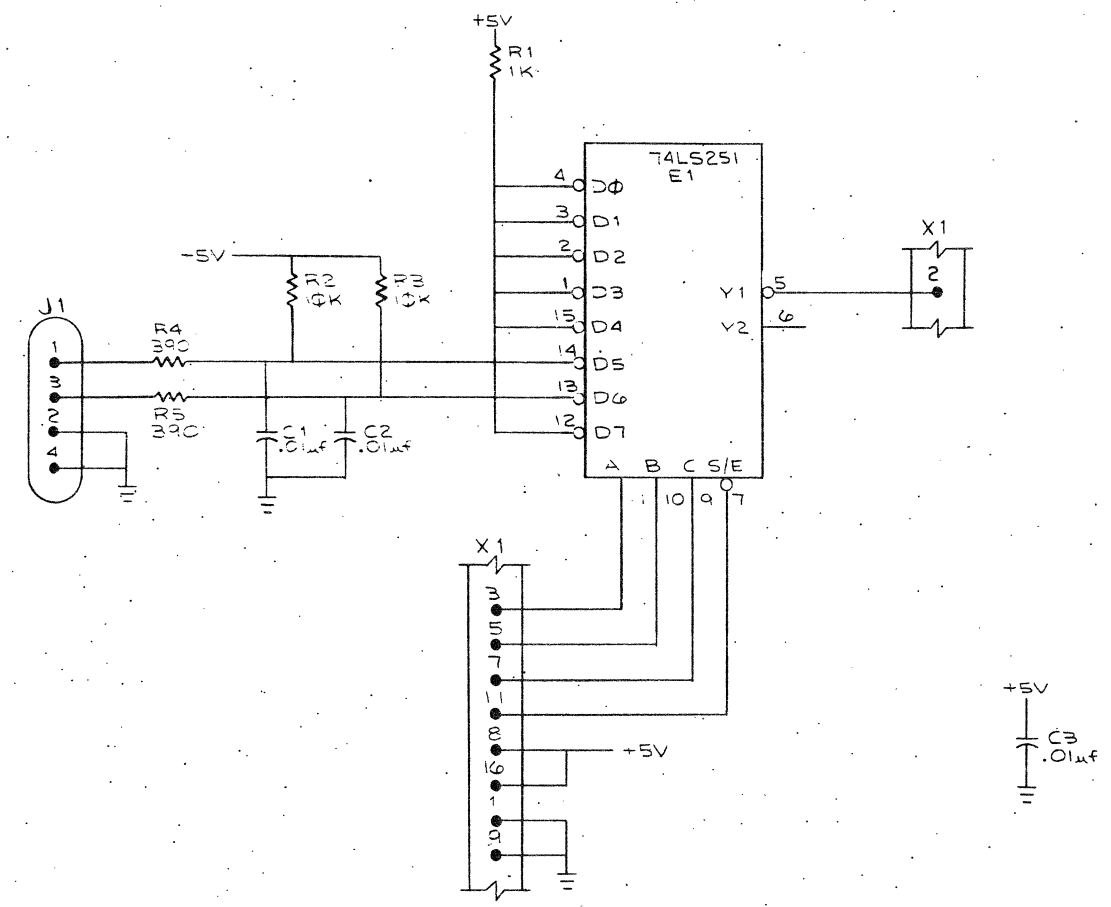 +5V
R1
1K
74LS251
E1
4 DΦ
3 D1
2 D2
1 D3
15 D4
14 D5
13 D6
12 D7
Y1 5
Y2 6
A B C S/E
10 9 7
X1
2
+5V
R2
1ΦK
R3
1ΦK
J1
1
3
2
4
R4
390
R5
390
C1
.01uf
C2
.01uf
X1
3
5
7
11
8
16
1
9
+5V
+5V
C3
.01uf